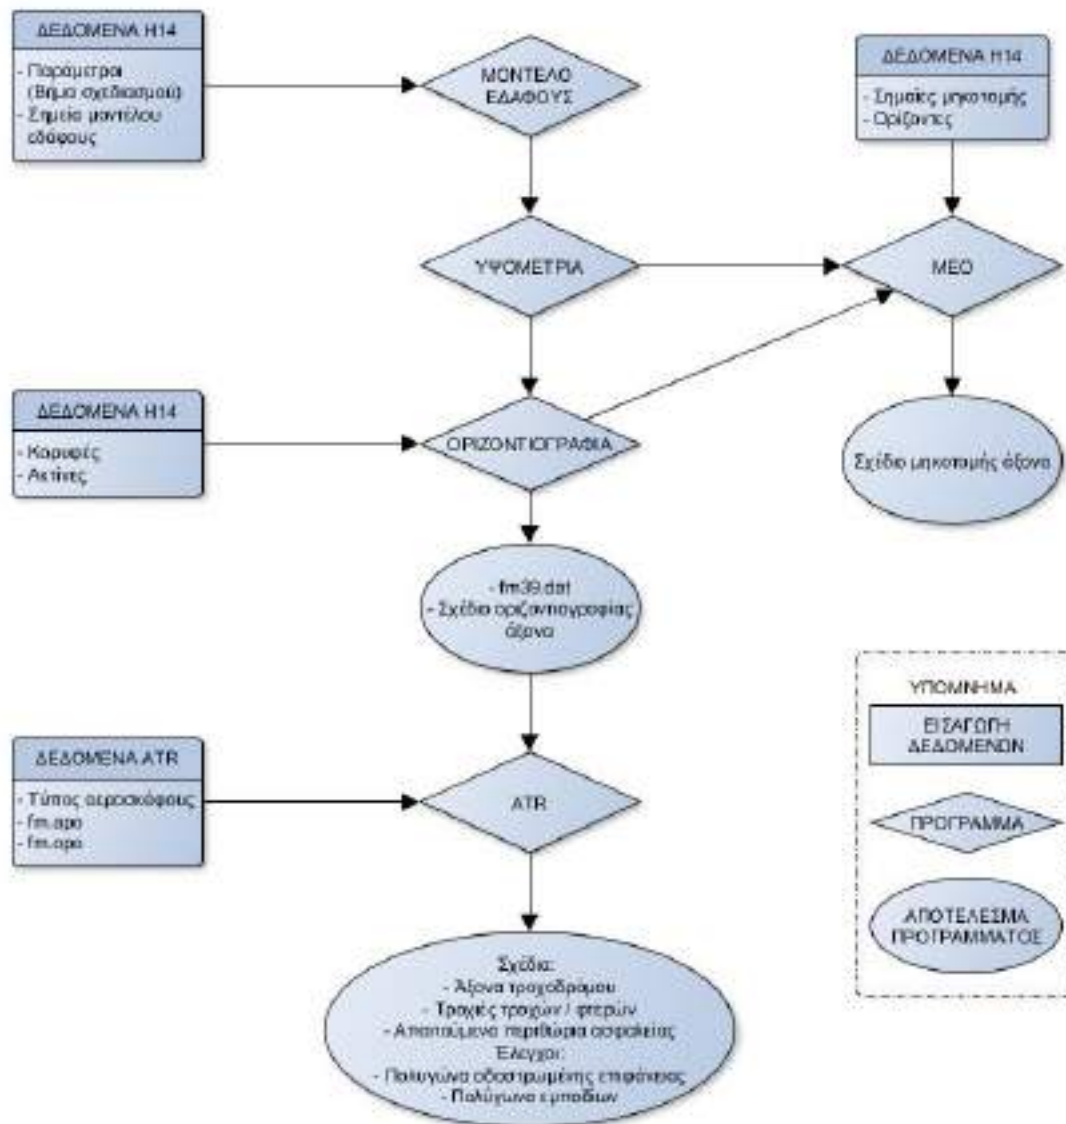 ΔΕΔΟΜΕΝΑ Η14
- Παράμετροι
(Βήμα σχεδιασμού)
- Σημεία μοντέλου
εδάφους
ΜΟΝΤΕΛΟ
ΕΔΑΦΟΥΣ
ΔΕΔΟΜΕΝΑ Η14
- Σημαίες μηκοτομής
- Ορίζοντες
ΥΨΟΜΕΤΡΙΑ
ΜΕΟ
ΔΕΔΟΜΕΝΑ Η14
- Κορυφές
- Ακτίνες
ΟΡΙΖΟΝΤΙΟΓΡΑΦΙΑ
Σχέδιο μηκοτομής άξονα
- fm39.dat
- Σχέδιο οριζοντιογραφίας
άξονα
ΔΕΔΟΜΕΝΑ ATR
- Τύπος αεροσκάφους
- fm.apo
- fm.opo
ATR
Σχέδια:
- Άξονα τροχοδρόμου
- Τροχιές τροχών / φτερών
- Απαιτούμενα περιθώρια ασφαλείας
Έλεγχοι:
- Πολυγώνα οδοστρωμένης επιφάνειας
- Πολύγωνα εμποδίων
ΥΠΟΜΝΗΜΑ
ΕΙΣΑΓΩΓΗ
ΔΕΔΟΜΕΝΩΝ
ΠΡΟΓΡΑΜΜΑ
ΑΠΟΤΕΛΕΣΜΑ
ΠΡΟΓΡΑΜΜΑΤΟΣ